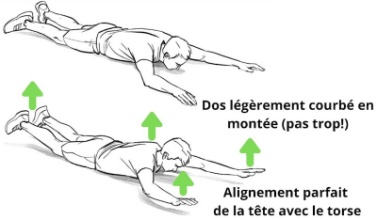 Dos légèrement courbé en
montée (pas trop!)
Alignement parfait
de la tête avec le torse